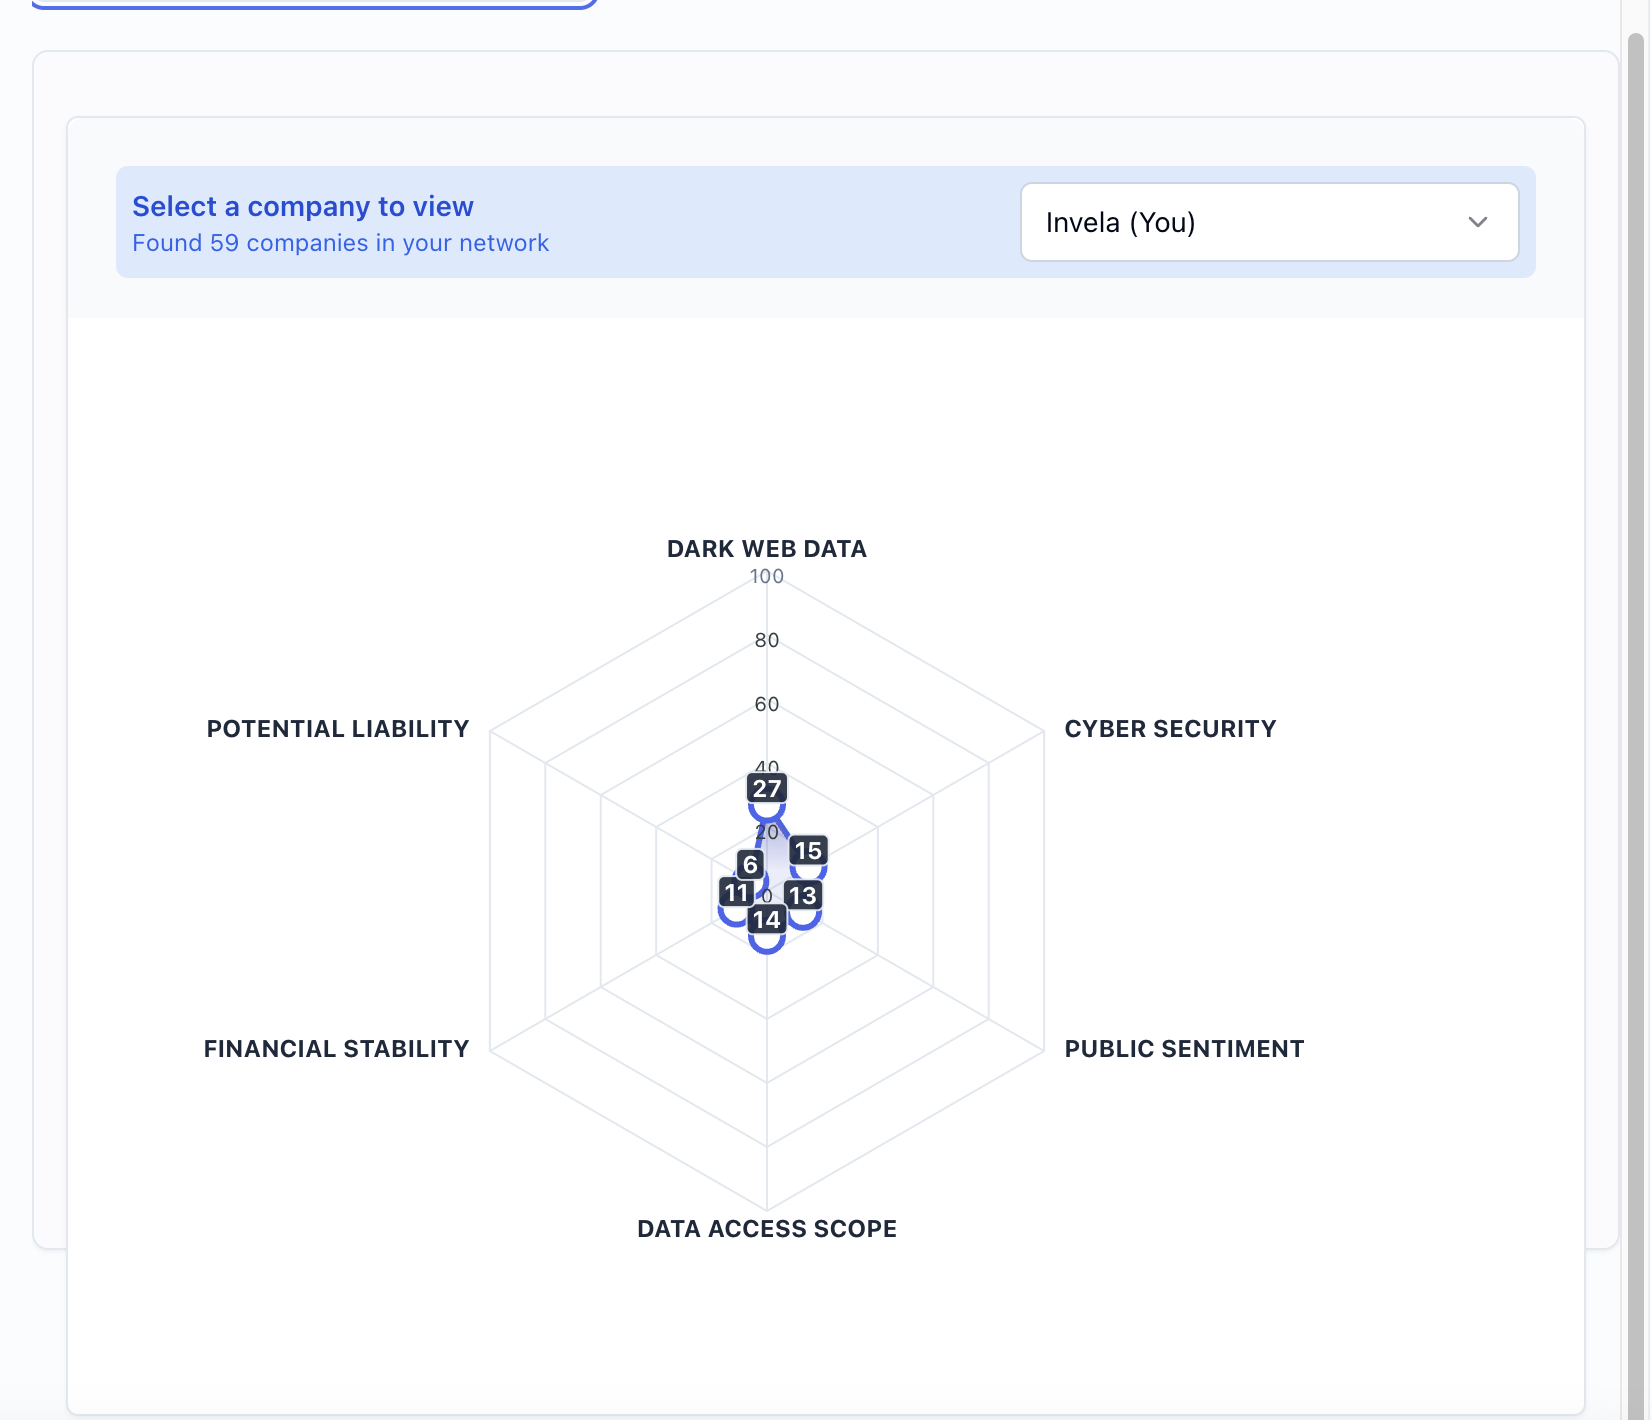 Select a company to view
Found 59 companies in your network
Invela (You)
DARK WEB DATA
100
80
60
40
27
20
15
6
11
0
13
14
POTENTIAL LIABILITY
CYBER SECURITY
FINANCIAL STABILITY
PUBLIC SENTIMENT
DATA ACCESS SCOPE